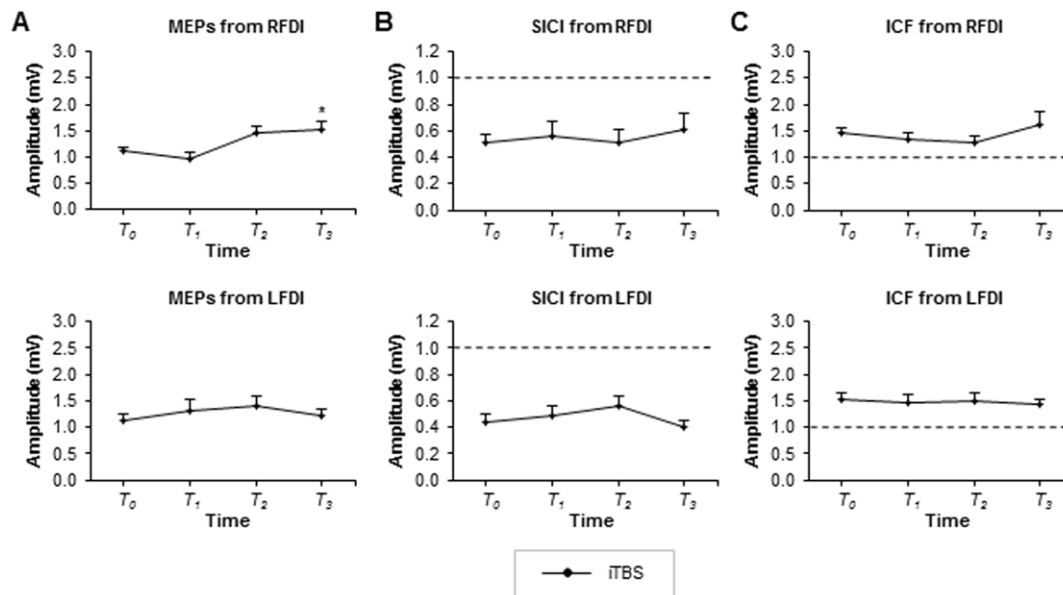 A
MEPs from RFDI
Amplitude (mV)
3.0
2.5
2.0
1.5
1.0
0.5
0.0
*
T0 T1 T2 T3
Time
B
SICI from RFDI
Amplitude (mV)
1.2
1.0
0.8
0.6
0.4
0.2
0.0
T0 T1 T2 T3
Time
C
ICF from RFDI
Amplitude (mV)
3.0
2.5
2.0
1.5
1.0
0.5
0.0
T0 T1 T2 T3
Time
MEPs from LFDI
Amplitude (mV)
3.0
2.5
2.0
1.5
1.0
0.5
0.0
T0 T1 T2 T3
Time
SICI from LFDI
Amplitude (mV)
1.2
1.0
0.8
0.6
0.4
0.2
0.0
T0 T1 T2 T3
Time
ICF from LFDI
Amplitude (mV)
3.0
2.5
2.0
1.5
1.0
0.5
0.0
T0 T1 T2 T3
Time
iTBS